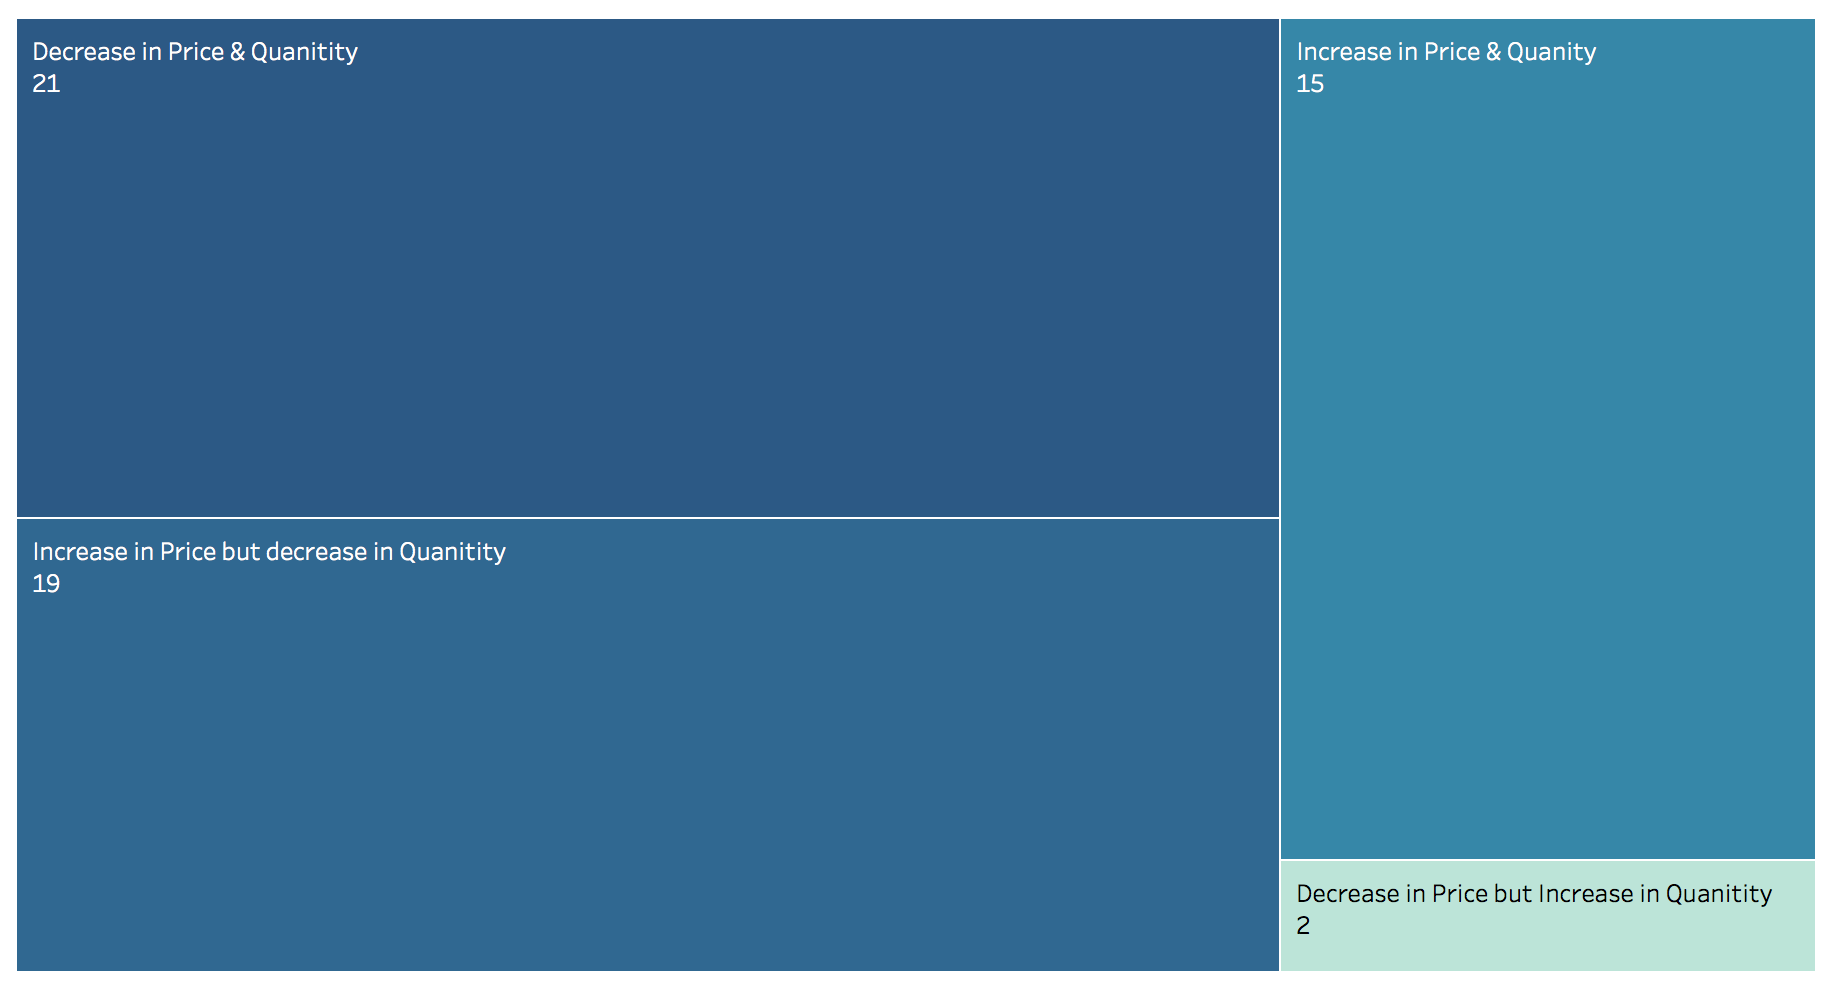 Decrease in Price & Quanitity
21
Increase in Price & Quanity
15
Increase in Price but decrease in Quanitity
19
Decrease in Price but Increase in Quanitity
2